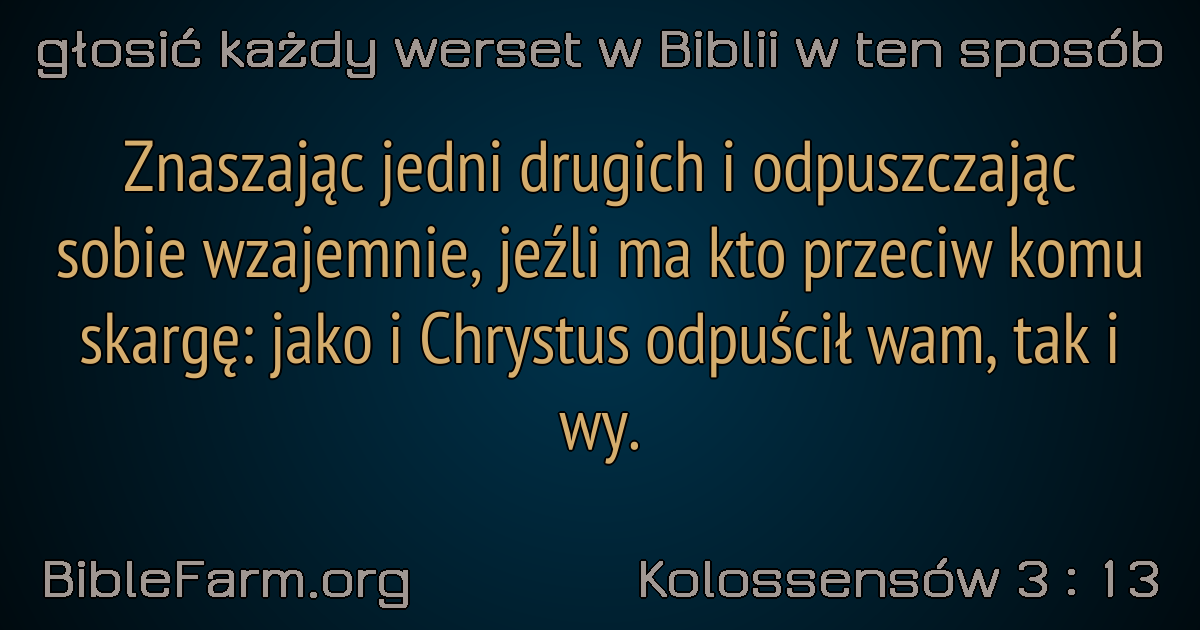 głosić każdy werset w Biblii w ten sposób
Znaszając jedni drugich i odpuszczając
sobie wzajemnie, jeźli ma kto przeciw komu
skargę: jako i Chrystus odpuścił wam, tak i
wy.
BibleFarm.org
Kolossensów 3 : 13